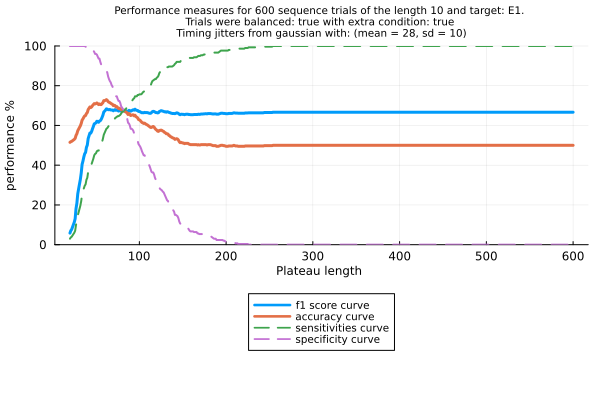 Performance measures for 600 sequence trials of the length 10 and target: E1.
Trials were balanced: true with extra condition: true
Timing jitters from gaussian with: (mean = 28, sd = 10)
100
80
60
40
20
0
performance %
100
200
300
400
500
600
Plateau length
f1 score curve
accuracy curve
sensitivities curve
specificity curve